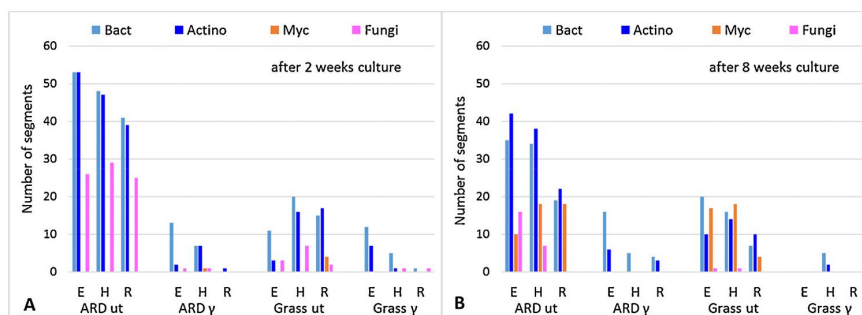 Bact Actino Myc Fungi
60
after 2 weeks culture
50
40
30
20
10
0
Number of segments
E H R E H R E H R E H R
ARD ut ARD γ Grass ut Grass γ
A
Bact Actino Myc Fungi
60
after 8 weeks culture
50
40
30
20
10
0
Number of segments
E H R E H R E H R E H R
ARD ut ARD γ Grass ut Grass γ
B